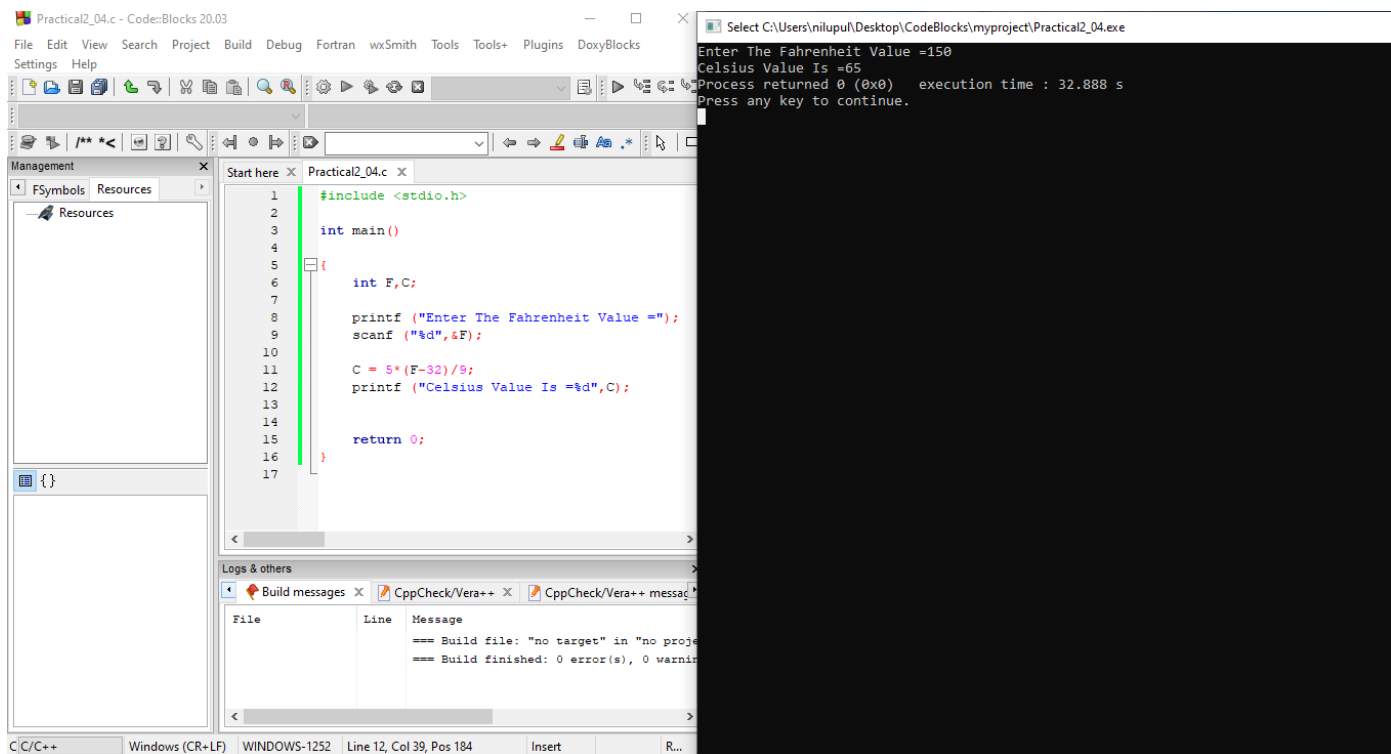 Practical2_04.c - Code::Blocks 20.03
File Edit View Search Project Build Debug Fortran wxSmith Tools Tools+ Plugins DoxyBlocks
Settings Help
/** *<
Management
FSymbols Resources
Resources
{}
Start here Practical2_04.c
1 #include <stdio.h>
2
3 int main()
4
5 {
6 int F,C;
7
8 printf ("Enter The Fahrenheit Value =");
9 scanf ("%d",&F);
10
11 C = 5*(F-32)/9;
12 printf ("Celsius Value Is =%d",C);
13
14
15 return 0;
16 }
17
Logs & others
Build messages CppCheck/Vera++ CppCheck/Vera++ messag
File Line Message
=== Build file: "no target" in "no proje
=== Build finished: 0 error(s), 0 warnin
C C/C++ Windows (CR+LF) WINDOWS-1252 Line 12, Col 39, Pos 184 Insert R...
Select C:\Users\nilupul\Desktop\CodeBlocks\myproject\Practical2_04.exe
Enter The Fahrenheit Value =150
Celsius Value Is =65
Process returned 0 (0x0) execution time : 32.888 s
Press any key to continue.